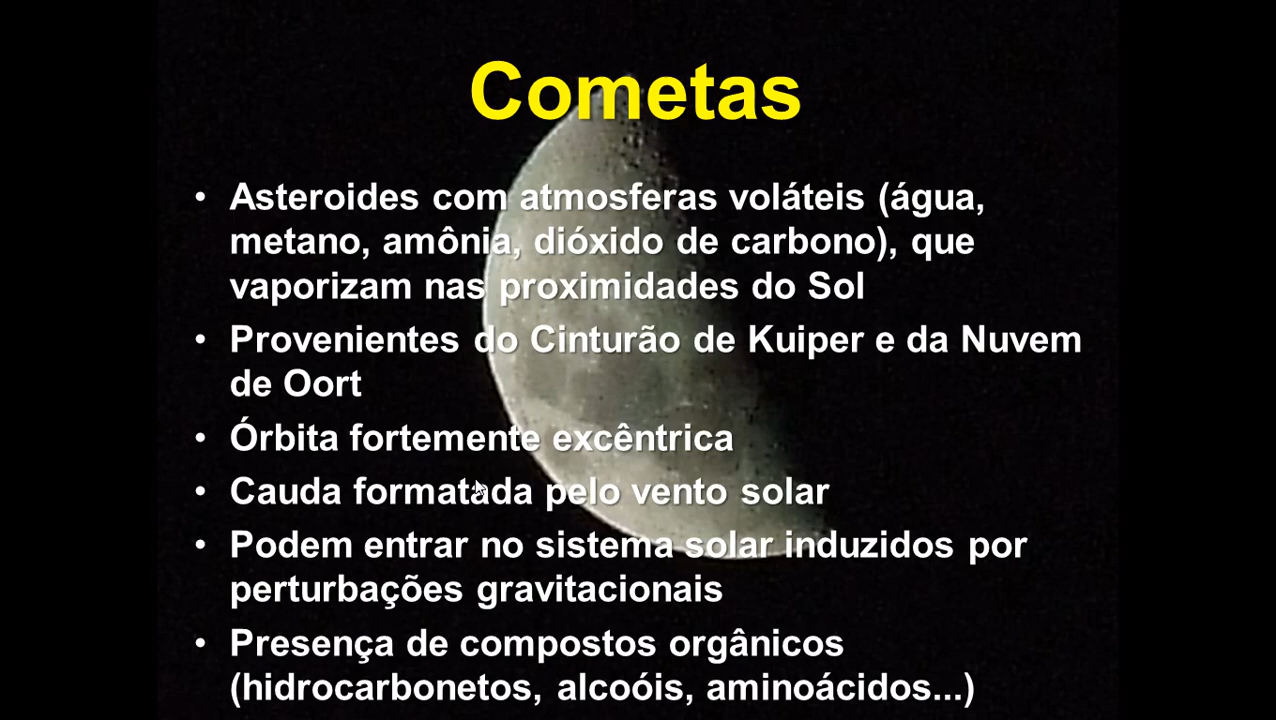 Cometas
• Asteroides com atmosferas voláteis (água,
metano, amônia, dióxido de carbono), que
vaporizam nas proximidades do Sol
• Provenientes do Cinturão de Kuiper e da Nuvem
de Oort
• Órbita fortemente excêntrica
• Cauda formatada pelo vento solar
• Podem entrar no sistema solar induzidos por
perturbações gravitacionais
• Presença de compostos orgânicos
(hidrocarbonetos, alcoóis, aminoácidos...)